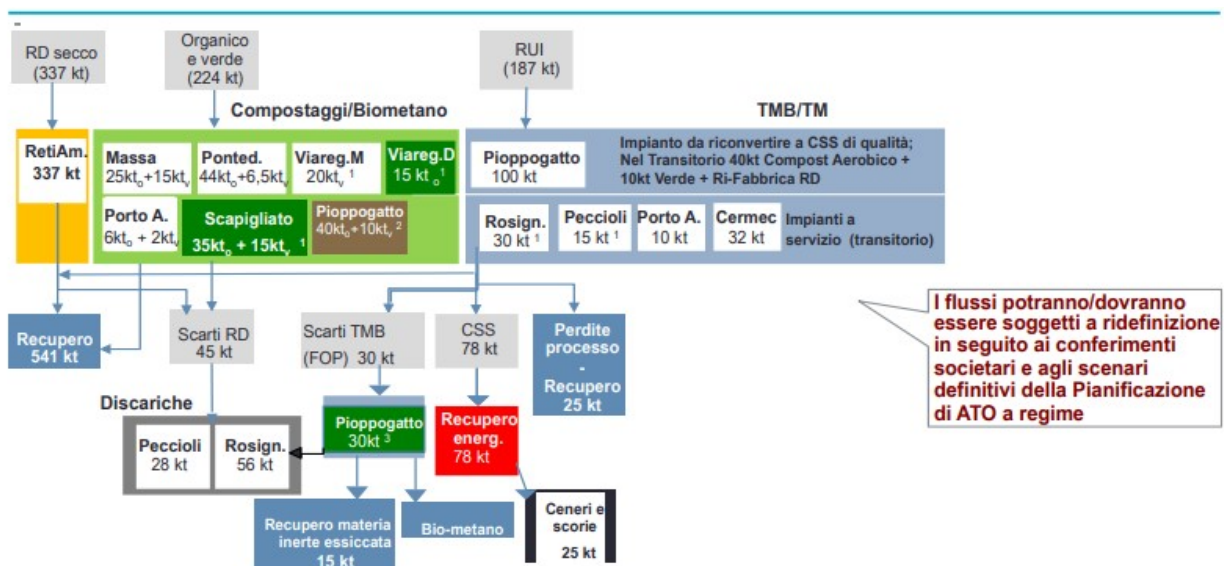 RD secco
(337 kt)
Organico
e verde
(224 kt)
RUI
(187 kt)
Compostaggi/Biometano
TMB/TM
RetiAm.
337 kt
Massa
25kto+15ktv
Ponted.
44kto+6,5ktv
Viareg.M
20ktv 1
Viareg.D
15 kt o1
Porto A.
6kto + 2ktv
Scapigliato
35kto + 15ktv 1
Pioppogatto
40kto+10ktv 2
Pioppogatto
100 kt
Impianto da riconvertire a CSS di qualità;
Nel Transitorio 40kt Compost Aerobico +
10kt Verde + Ri-Fabbrica RD
Rosign.
30 kt 1
Peccioli
15 kt 1
Porto A.
10 kt
Cermec
32 kt
Impianti a
servizio (transitorio)
Recupero
541 kt
Scarti RD
45 kt
Scarti TMB
(FOP) 30 kt
CSS
78 kt
Perdite
processo
-
Recupero
25 kt
I flussi potranno/dovranno
essere soggetti a ridefinizione
in seguito ai conferimenti
societari e agli scenari
definitivi della Pianificazione
di ATO a regime
Discariche
Peccioli
28 kt
Rosign.
56 kt
Pioppogatto
30kt 3
Recupero
energ.
78 kt
Recupero materia
inerte essiccata
15 kt
Bio-metano
Ceneri e
scorie
25 kt